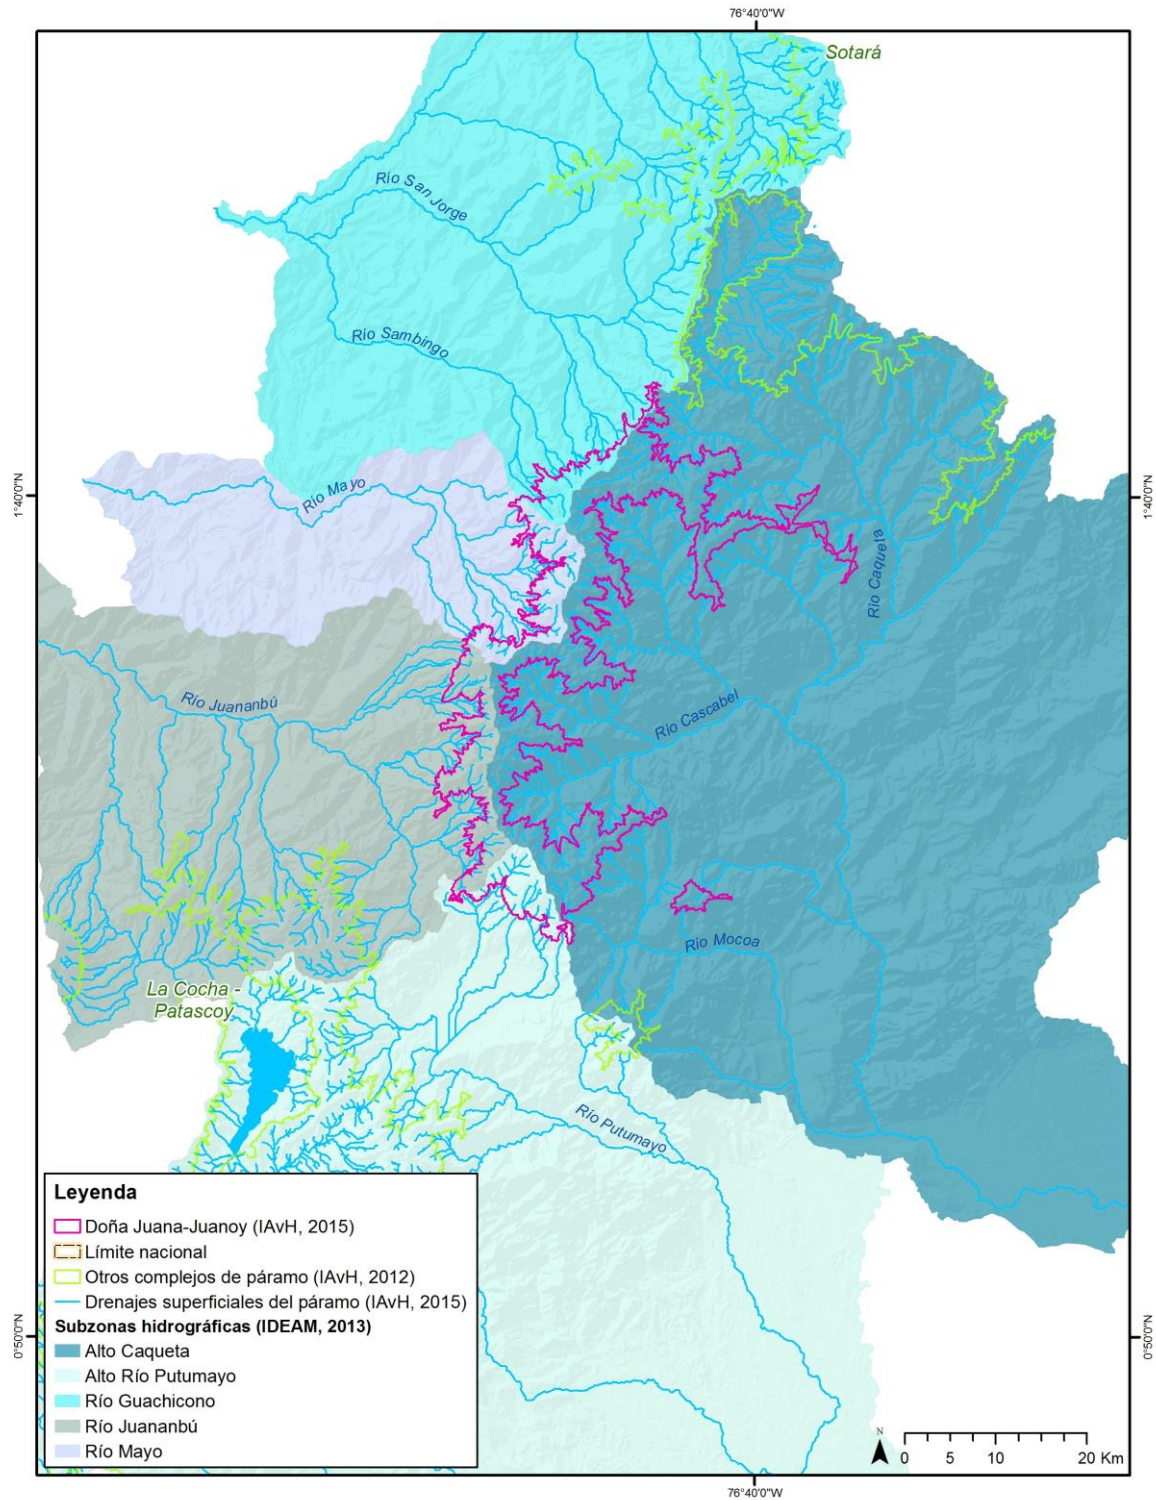 76°40'0"W
Sotará
Río San Jorge
Río Sambingo
1°40'0"N
1°40'0"N
Río Mayo
Río Caqueta
Río Juananbú
Río Cascabel
Río Mocoa
La Cocha -
Patascoy
Río Putumayo
Leyenda
Doña Juana-Juanoy (IAvH, 2015)
Límite nacional
Otros complejos de páramo (IAvH, 2012)
Drenajes superficiales del páramo (IAvH, 2015)
Subzonas hidrográficas (IDEAM, 2013)
Alto Caqueta
Alto Río Putumayo
Río Guachicono
Río Juananbú
Río Mayo
0°50'0"N
0°50'0"N
N
0 5 10 20 Km
76°40'0"W